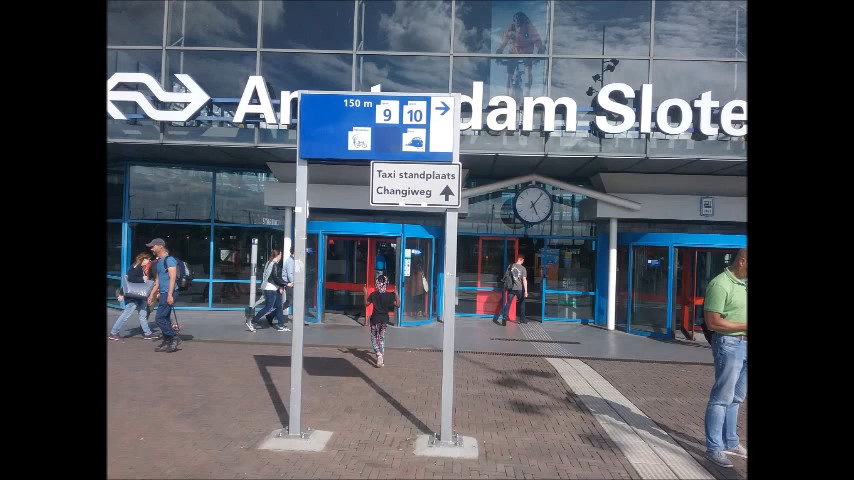 Am
dam Slote
150 m 9 10
Taxi standplaats
Changiweg